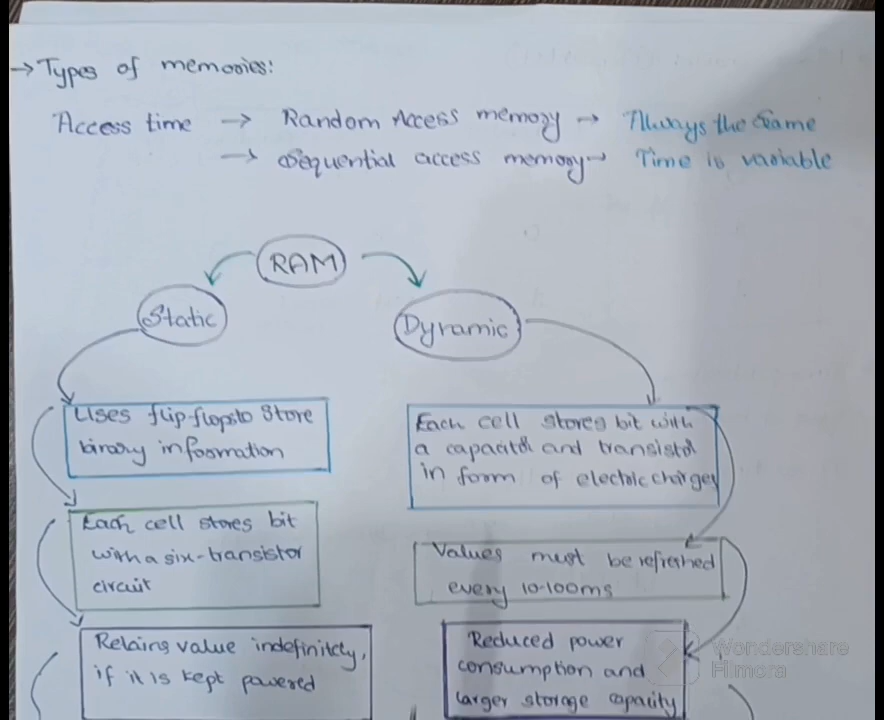 → Types of memories:
Access time → Random Access memory → Always the same
→ Sequential access memory → Time is variable
RAM
Static
Dynamic
Uses flip-flops to store
binary information
Each cell stores bit
with a six-transistor
circuit
Retains value indefinitely,
if it is kept powered
Each cell stores bit with
a capacitor and transistor
in form of electric charges
Values must be refreshed
every 10-100ms
Reduced power
consumption and
larger storage capacity
Wondershare
Filmora